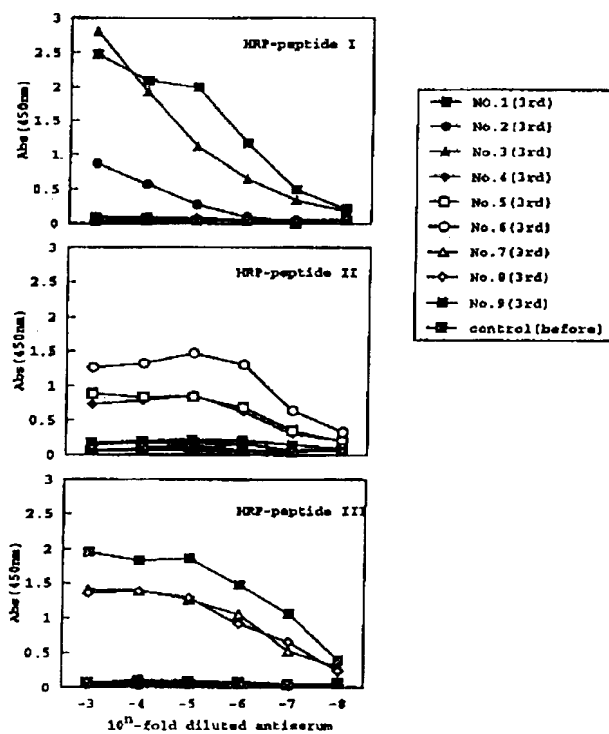 HRP-peptide I
3
2.5
2
1.5
1.
0.5
0
Abs(450nm)
HRP-peptide II
3
2.5
2
1.5
1
0.5
0
Abs(450nm)
HRP-peptide III
3
2.5
2
1.5
1
0.5
0
Abs(450nm)
-3 -4 -5 -6 -7 -8
10ⁿ-fold diluted antiserum
NO.1(3rd)
No.2(3rd)
No.3(3rd)
No.4(3rd)
No.5(3rd)
No.6(3rd)
No.7(3rd)
No.8(3rd)
No.9(3rd)
control(before)